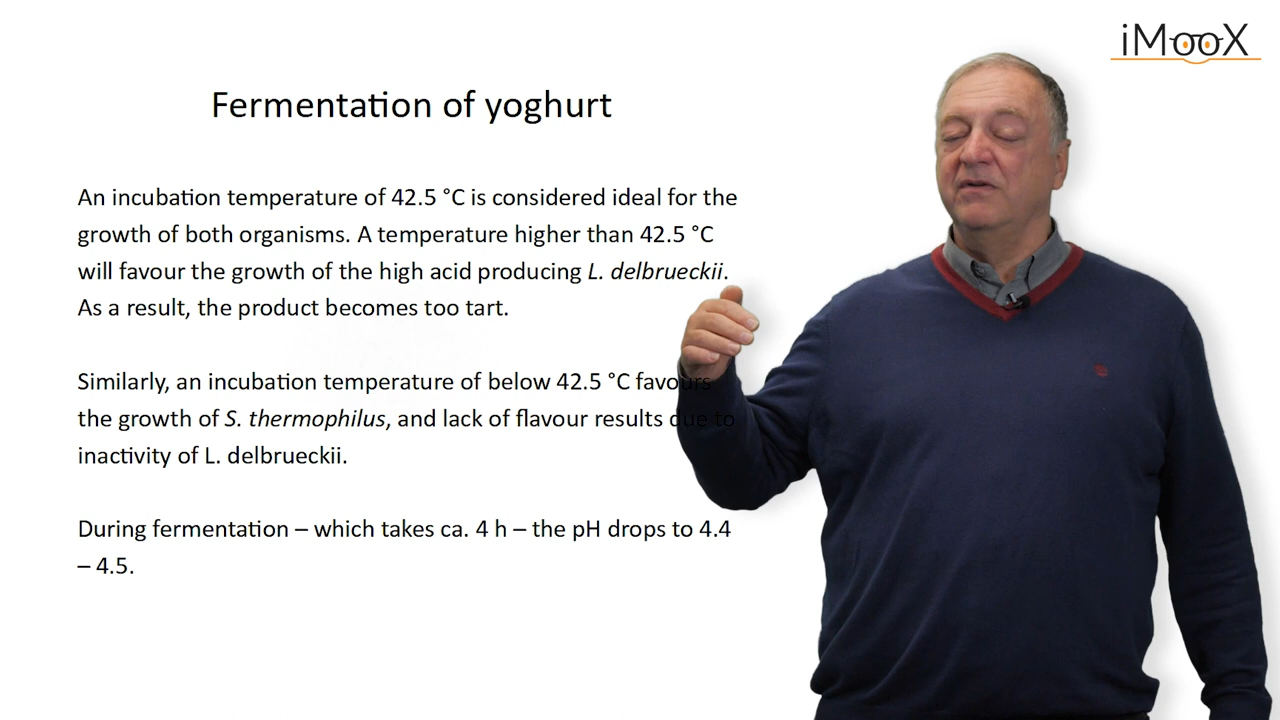 iMooX
Fermentation of yoghurt
An incubation temperature of 42.5 °C is considered ideal for the
growth of both organisms. A temperature higher than 42.5 °C
will favour the growth of the high acid producing L. delbrueckii.
As a result, the product becomes too tart.
Similarly, an incubation temperature of below 42.5 °C favours
the growth of S. thermophilus, and lack of flavour results due to
inactivity of L. delbrueckii.
During fermentation – which takes ca. 4 h – the pH drops to 4.4
– 4.5.